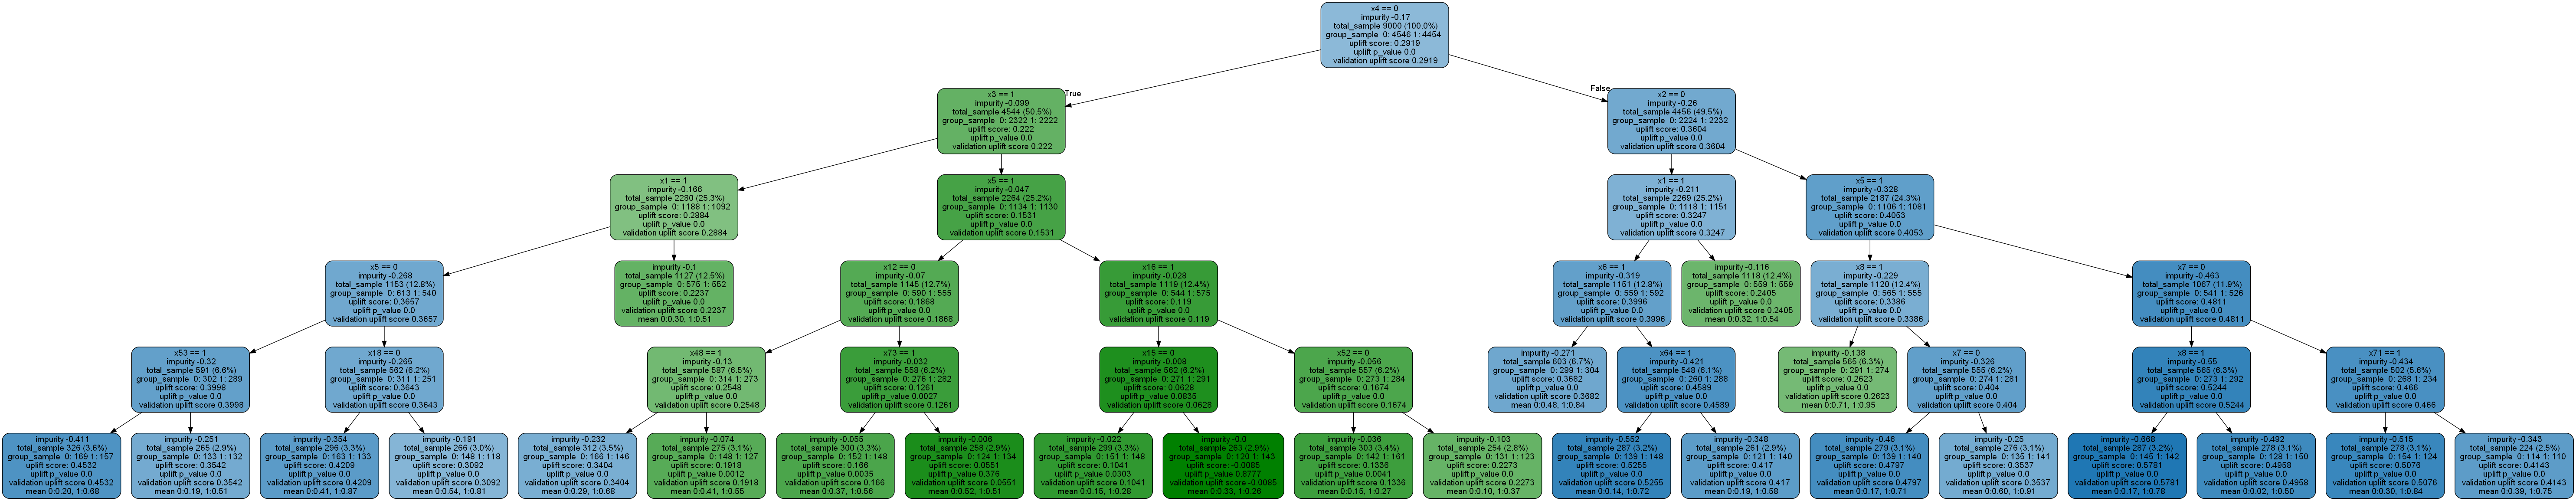 x4 == 0
impurity -0.17
total_sample 9000 (100.0%)
group_sample 0: 4546 1: 4454
uplift score: 0.2919
uplift p_value 0.0
validation uplift score 0.2919
True
False
x3 == 1
impurity -0.099
total_sample 4544 (50.5%)
group_sample 0: 2322 1: 2222
uplift score: 0.222
uplift p_value 0.0
validation uplift score 0.222
x2 == 0
impurity -0.26
total_sample 4456 (49.5%)
group_sample 0: 2224 1: 2232
uplift score: 0.3604
uplift p_value 0.0
validation uplift score 0.3604
x1 == 1
impurity -0.166
total_sample 2280 (25.3%)
group_sample 0: 1188 1: 1092
uplift score: 0.2884
uplift p_value 0.0
validation uplift score 0.2884
x5 == 1
impurity -0.047
total_sample 2264 (25.2%)
group_sample 0: 1134 1: 1130
uplift score: 0.1531
uplift p_value 0.0
validation uplift score 0.1531
x1 == 1
impurity -0.211
total_sample 2269 (25.2%)
group_sample 0: 1118 1: 1151
uplift score: 0.3247
uplift p_value 0.0
validation uplift score 0.3247
x5 == 1
impurity -0.328
total_sample 2187 (24.3%)
group_sample 0: 1106 1: 1081
uplift score: 0.4053
uplift p_value 0.0
validation uplift score 0.4053
x5 == 0
impurity -0.268
total_sample 1153 (12.8%)
group_sample 0: 613 1: 540
uplift score: 0.3657
uplift p_value 0.0
validation uplift score 0.3657
impurity -0.1
total_sample 1127 (12.5%)
group_sample 0: 575 1: 552
uplift score: 0.2237
uplift p_value 0.0
validation uplift score 0.2237
mean 0:0.30, 1:0.51
x12 == 0
impurity -0.07
total_sample 1145 (12.7%)
group_sample 0: 590 1: 555
uplift score: 0.1868
uplift p_value 0.0
validation uplift score 0.1868
x16 == 1
impurity -0.028
total_sample 1119 (12.4%)
group_sample 0: 544 1: 575
uplift score: 0.119
uplift p_value 0.0
validation uplift score 0.119
x6 == 1
impurity -0.319
total_sample 1151 (12.8%)
group_sample 0: 559 1: 592
uplift score: 0.3996
uplift p_value 0.0
validation uplift score 0.3996
impurity -0.116
total_sample 1118 (12.4%)
group_sample 0: 559 1: 559
uplift score: 0.2405
uplift p_value 0.0
validation uplift score 0.2405
mean 0:0.32, 1:0.54
x8 == 1
impurity -0.229
total_sample 1120 (12.4%)
group_sample 0: 565 1: 555
uplift score: 0.3386
uplift p_value 0.0
validation uplift score 0.3386
x7 == 0
impurity -0.463
total_sample 1067 (11.9%)
group_sample 0: 541 1: 526
uplift score: 0.4811
uplift p_value 0.0
validation uplift score 0.4811
x53 == 1
impurity -0.32
total_sample 591 (6.6%)
group_sample 0: 302 1: 289
uplift score: 0.3998
uplift p_value 0.0
validation uplift score 0.3998
x18 == 0
impurity -0.265
total_sample 562 (6.2%)
group_sample 0: 311 1: 251
uplift score: 0.3643
uplift p_value 0.0
validation uplift score 0.3643
x48 == 1
impurity -0.13
total_sample 587 (6.5%)
group_sample 0: 314 1: 273
uplift score: 0.2548
uplift p_value 0.0
validation uplift score 0.2548
x73 == 1
impurity -0.032
total_sample 558 (6.2%)
group_sample 0: 276 1: 282
uplift score: 0.1261
uplift p_value 0.0027
validation uplift score 0.1261
x15 == 0
impurity -0.008
total_sample 562 (6.2%)
group_sample 0: 271 1: 291
uplift score: 0.0628
uplift p_value 0.0835
validation uplift score 0.0628
x52 == 0
impurity -0.056
total_sample 557 (6.2%)
group_sample 0: 273 1: 284
uplift score: 0.1674
uplift p_value 0.0
validation uplift score 0.1674
impurity -0.271
total_sample 603 (6.7%)
group_sample 0: 299 1: 304
uplift score: 0.3682
uplift p_value 0.0
validation uplift score 0.3682
mean 0:0.48, 1:0.84
x64 == 1
impurity -0.421
total_sample 548 (6.1%)
group_sample 0: 260 1: 288
uplift score: 0.4589
uplift p_value 0.0
validation uplift score 0.4589
impurity -0.138
total_sample 565 (6.3%)
group_sample 0: 291 1: 274
uplift score: 0.2623
uplift p_value 0.0
validation uplift score 0.2623
mean 0:0.71, 1:0.95
x7 == 0
impurity -0.326
total_sample 555 (6.2%)
group_sample 0: 274 1: 281
uplift score: 0.404
uplift p_value 0.0
validation uplift score 0.404
x8 == 1
impurity -0.55
total_sample 565 (6.3%)
group_sample 0: 273 1: 292
uplift score: 0.5244
uplift p_value 0.0
validation uplift score 0.5244
x71 == 1
impurity -0.434
total_sample 502 (5.6%)
group_sample 0: 268 1: 234
uplift score: 0.466
uplift p_value 0.0
validation uplift score 0.466
impurity -0.411
total_sample 326 (3.6%)
group_sample 0: 169 1: 157
uplift score: 0.4532
uplift p_value 0.0
validation uplift score 0.4532
mean 0:0.20, 1:0.68
impurity -0.251
total_sample 265 (2.9%)
group_sample 0: 133 1: 132
uplift score: 0.3542
uplift p_value 0.0
validation uplift score 0.3542
mean 0:0.19, 1:0.51
impurity -0.354
total_sample 296 (3.3%)
group_sample 0: 163 1: 133
uplift score: 0.4209
uplift p_value 0.0
validation uplift score 0.4209
mean 0:0.41, 1:0.87
impurity -0.191
total_sample 266 (3.0%)
group_sample 0: 148 1: 118
uplift score: 0.3092
uplift p_value 0.0
validation uplift score 0.3092
mean 0:0.54, 1:0.81
impurity -0.232
total_sample 312 (3.5%)
group_sample 0: 166 1: 146
uplift score: 0.3404
uplift p_value 0.0
validation uplift score 0.3404
mean 0:0.29, 1:0.68
impurity -0.074
total_sample 275 (3.1%)
group_sample 0: 148 1: 127
uplift score: 0.1918
uplift p_value 0.0012
validation uplift score 0.1918
mean 0:0.41, 1:0.55
impurity -0.055
total_sample 300 (3.3%)
group_sample 0: 152 1: 148
uplift score: 0.166
uplift p_value 0.0035
validation uplift score 0.166
mean 0:0.37, 1:0.56
impurity -0.006
total_sample 258 (2.9%)
group_sample 0: 124 1: 134
uplift score: 0.0551
uplift p_value 0.376
validation uplift score 0.0551
mean 0:0.52, 1:0.51
impurity -0.022
total_sample 299 (3.3%)
group_sample 0: 151 1: 148
uplift score: 0.1041
uplift p_value 0.0303
validation uplift score 0.1041
mean 0:0.15, 1:0.28
impurity -0.0
total_sample 263 (2.9%)
group_sample 0: 120 1: 143
uplift score: -0.0085
uplift p_value 0.8777
validation uplift score -0.0085
mean 0:0.33, 1:0.26
impurity -0.036
total_sample 303 (3.4%)
group_sample 0: 142 1: 161
uplift score: 0.1336
uplift p_value 0.0041
validation uplift score 0.1336
mean 0:0.15, 1:0.27
impurity -0.103
total_sample 254 (2.8%)
group_sample 0: 131 1: 123
uplift score: 0.2273
uplift p_value 0.0
validation uplift score 0.2273
mean 0:0.10, 1:0.37
impurity -0.552
total_sample 287 (3.2%)
group_sample 0: 139 1: 148
uplift score: 0.5255
uplift p_value 0.0
validation uplift score 0.5255
mean 0:0.14, 1:0.72
impurity -0.348
total_sample 261 (2.9%)
group_sample 0: 121 1: 140
uplift score: 0.417
uplift p_value 0.0
validation uplift score 0.417
mean 0:0.19, 1:0.58
impurity -0.46
total_sample 279 (3.1%)
group_sample 0: 139 1: 140
uplift score: 0.4797
uplift p_value 0.0
validation uplift score 0.4797
mean 0:0.17, 1:0.71
impurity -0.25
total_sample 276 (3.1%)
group_sample 0: 135 1: 141
uplift score: 0.3537
uplift p_value 0.0
validation uplift score 0.3537
mean 0:0.60, 1:0.91
impurity -0.668
total_sample 287 (3.2%)
group_sample 0: 145 1: 142
uplift score: 0.5781
uplift p_value 0.0
validation uplift score 0.5781
mean 0:0.17, 1:0.78
impurity -0.492
total_sample 278 (3.1%)
group_sample 0: 128 1: 150
uplift score: 0.4958
uplift p_value 0.0
validation uplift score 0.4958
mean 0:0.02, 1:0.50
impurity -0.515
total_sample 278 (3.1%)
group_sample 0: 154 1: 124
uplift score: 0.5076
uplift p_value 0.0
validation uplift score 0.5076
mean 0:0.30, 1:0.84
impurity -0.343
total_sample 224 (2.5%)
group_sample 0: 114 1: 110
uplift score: 0.4143
uplift p_value 0.0
validation uplift score 0.4143
mean 0:0.39, 1:0.75